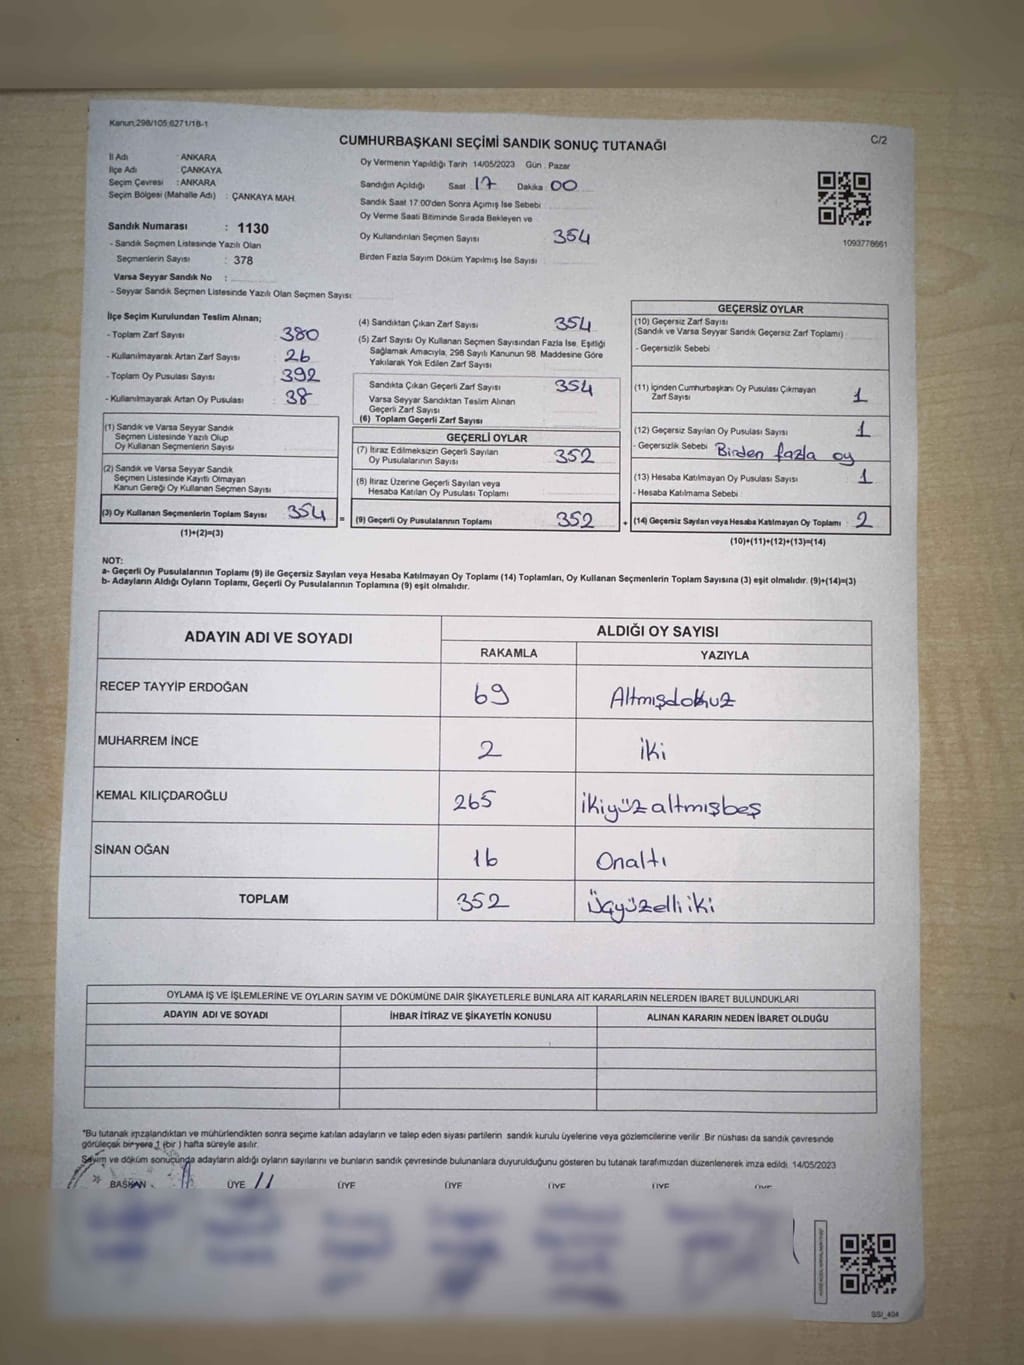 Kanun;298/105;6271/18-1
C/2
CUMHURBAŞKANI SEÇİMİ SANDIK SONUÇ TUTANAĞI
İl Adı : ANKARA
İlçe Adı : ÇANKAYA
Seçim Çevresi : ANKARA
Seçim Bölgesi (Mahalle Adı) : ÇANKAYA MAH.
Sandık Numarası : 1130
- Sandık Seçmen Listesinde Yazılı Olan
Seçmenlerin Sayısı : 378
Varsa Seyyar Sandık No :
- Seyyar Sandık Seçmen Listesinde Yazılı Olan Seçmen Sayısı:
Oy Vermenin Yapıldığı Tarih 14/05/2023 Gün : Pazar
Sandığın Açıldığı Saat 17 Dakika 00
Sandık Saat 17:00'den Sonra Açımış İse Sebebi
Oy Verme Saati Bitiminde Sırada Bekleyen ve
Oy Kullandırılan Seçmen Sayısı 354
Birden Fazla Sayım Döküm Yapılmış İse Sayısı
1093778661
İlçe Seçim Kurulundan Teslim Alınan;
- Toplam Zarf Sayısı 380
- Kullanılmayarak Artan Zarf Sayısı 26
- Toplam Oy Pusulası Sayısı 392
- Kullanılmayarak Artan Oy Pusulası 38
(1) Sandık ve Varsa Seyyar Sandık
Seçmen Listesinde Yazılı Olup
Oy Kullanan Seçmenlerin Sayısı
(2) Sandık ve Varsa Seyyar Sandık
Seçmen Listesinde Kayıtlı Olmayan
Kanun Gereği Oy Kullanan Seçmen Sayısı
(3) Oy Kullanan Seçmenlerin Toplam Sayısı 354
(1)+(2)=(3)
(4) Sandıktan Çıkan Zarf Sayısı 354
(5) Zarf Sayısı Oy Kullanan Seçmen Sayısından Fazla İse, Eşitliği
Sağlamak Amacıyla, 298 Sayılı Kanunun 98. Maddesine Göre
Yakılarak Yok Edilen Zarf Sayısı
Sandıkta Çıkan Geçerli Zarf Sayısı 354
Varsa Seyyar Sandıktan Teslim Alınan
Geçerli Zarf Sayısı
(6) Toplam Geçerli Zarf Sayısı
GEÇERLİ OYLAR
(7) İtiraz Edilmeksizin Geçerli Sayılan
Oy Pusulalarının Sayısı 352
(8) İtiraz Üzerine Geçerli Sayılan veya
Hesaba Katılan Oy Pusulası Toplamı
= (9) Geçerli Oy Pusulalarının Toplamı 352
GEÇERSİZ OYLAR
(10) Geçersiz Zarf Sayısı
(Sandık ve Varsa Seyyar Sandık Geçersiz Zarf Toplamı)
- Geçersizlik Sebebi
(11) İçinden Cumhurbaşkanı Oy Pusulası Çıkmayan
Zarf Sayısı 1
(12) Geçersiz Sayılan Oy Pusulası Sayısı 1
- Geçersizlik Sebebi Birden fazla oy
(13) Hesaba Katılmayan Oy Pusulası Sayısı 1
- Hesaba Katılmama Sebebi
+ (14) Geçersiz Sayılan veya Hesaba Katılmayan Oy Toplamı 2
(10)+(11)+(12)+(13)=(14)
NOT:
a- Geçerli Oy Pusulalarının Toplamı (9) ile Geçersiz Sayılan veya Hesaba Katılmayan Oy Toplamı (14) Toplamları, Oy Kullanan Seçmenlerin Toplam Sayısına (3) eşit olmalıdır. (9)+(14)=(3)
b- Adayların Aldığı Oyların Toplamı, Geçerli Oy Pusulalarının Toplamına (9) eşit olmalıdır.
ADAYIN ADI VE SOYADI
ALDIĞI OY SAYISI
RAKAMLA YAZIYLA
RECEP TAYYİP ERDOĞAN 69 Altmışdokuz
MUHARREM İNCE 2 iki
KEMAL KILIÇDAROĞLU 265 ikiyüzaltmışbeş
SİNAN OĞAN 16 Onaltı
TOPLAM 352 Üçyüzelliiki
OYLAMA İŞ VE İŞLEMLERİNE VE OYLARIN SAYIM VE DÖKÜMÜNE DAİR ŞİKAYETLERLE BUNLARA AİT KARARLARIN NELERDEN İBARET BULUNDUKLARI
ADAYIN ADI VE SOYADI İHBAR İTİRAZ VE ŞİKAYETİN KONUSU ALINAN KARARIN NEDEN İBARET OLDUĞU
*Bu tutanak imzalandıktan ve mühürlendikten sonra seçime katılan adayların ve talep eden siyasi partilerin sandık kurulu üyelerine veya gözlemcilerine verilir. Bir nüshası da sandık çevresinde
görüleçek bir yere 1 (bir ) hafta süreyle asılır.
Sayım ve döküm sonuçunda adayların aldığı oyların sayılarını ve bunların sandık çevresinde bulunanlara duyurulduğunu gösteren bu tutanak tarafımızdan düzenlenerek imza edildi. 14/05/2023
BAŞKAN ÜYE ÜYE ÜYE ÜYE ÜYE ÜYE
SSI_404